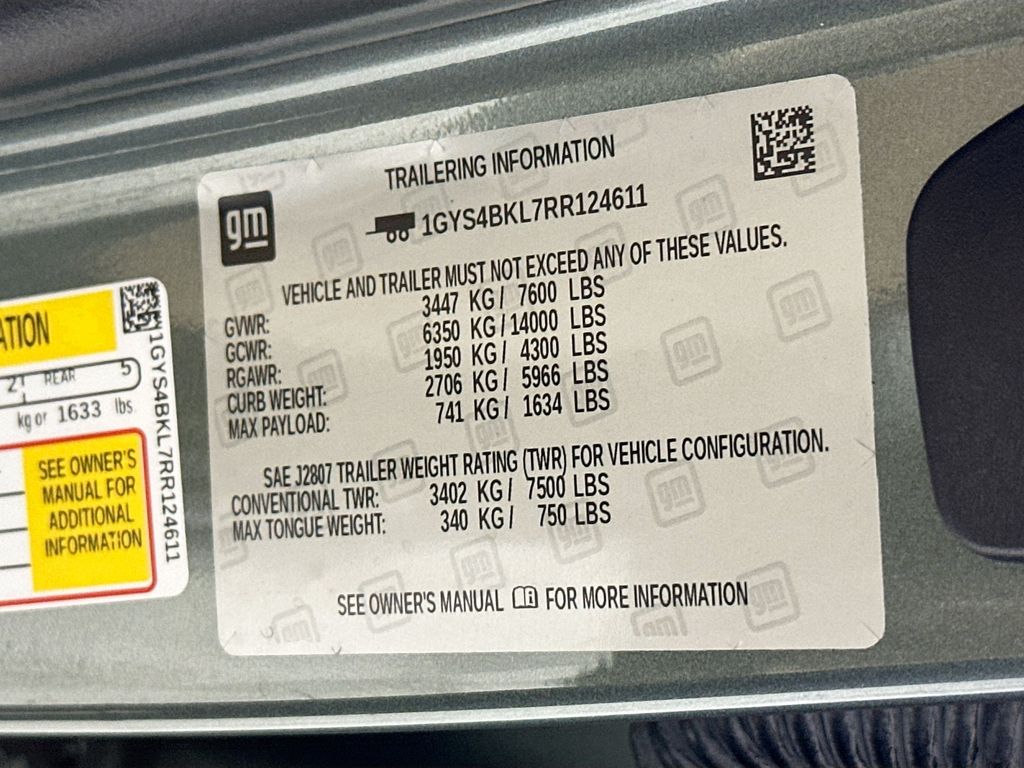 gm
TRAILERING INFORMATION
1GYS4BKL7RR124611
VEHICLE AND TRAILER MUST NOT EXCEED ANY OF THESE VALUES.
GVWR: 3447 KG / 7600 LBS
GCWR: 6350 KG / 14000 LBS
RGAWR: 1950 KG / 4300 LBS
CURB WEIGHT: 2706 KG / 5966 LBS
MAX PAYLOAD: 741 KG / 1634 LBS
SAE J2807 TRAILER WEIGHT RATING (TWR) FOR VEHICLE CONFIGURATION.
CONVENTIONAL TWR: 3402 KG / 7500 LBS
MAX TONGUE WEIGHT: 340 KG / 750 LBS
SEE OWNER'S MANUAL FOR MORE INFORMATION
ATION
2 REAR 5
kg or 1633 lbs
SEE OWNER'S
MANUAL FOR
ADDITIONAL
INFORMATION
1GYS4BKL7RR124611